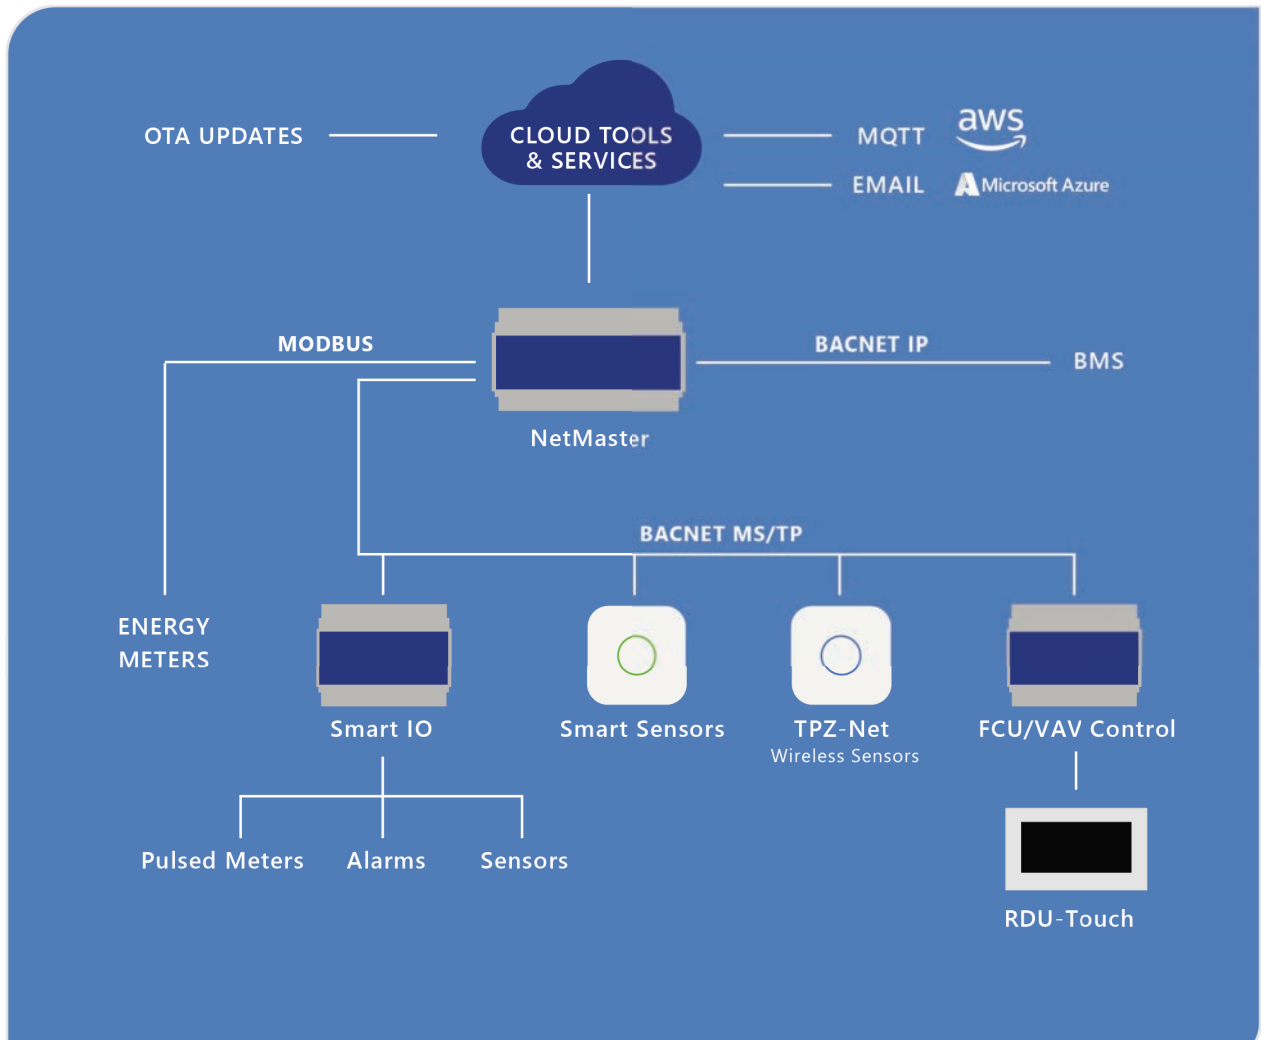 OTA UPDATES
CLOUD TOOLS
& SERVICES
MQTT
aws
EMAIL
Microsoft Azure
MODBUS
BACNET IP
BMS
NetMaster
BACNET MS/TP
ENERGY
METERS
Smart IO
Smart Sensors
TPZ-Net
Wireless Sensors
FCU/VAV Control
Pulsed Meters
Alarms
Sensors
RDU-Touch